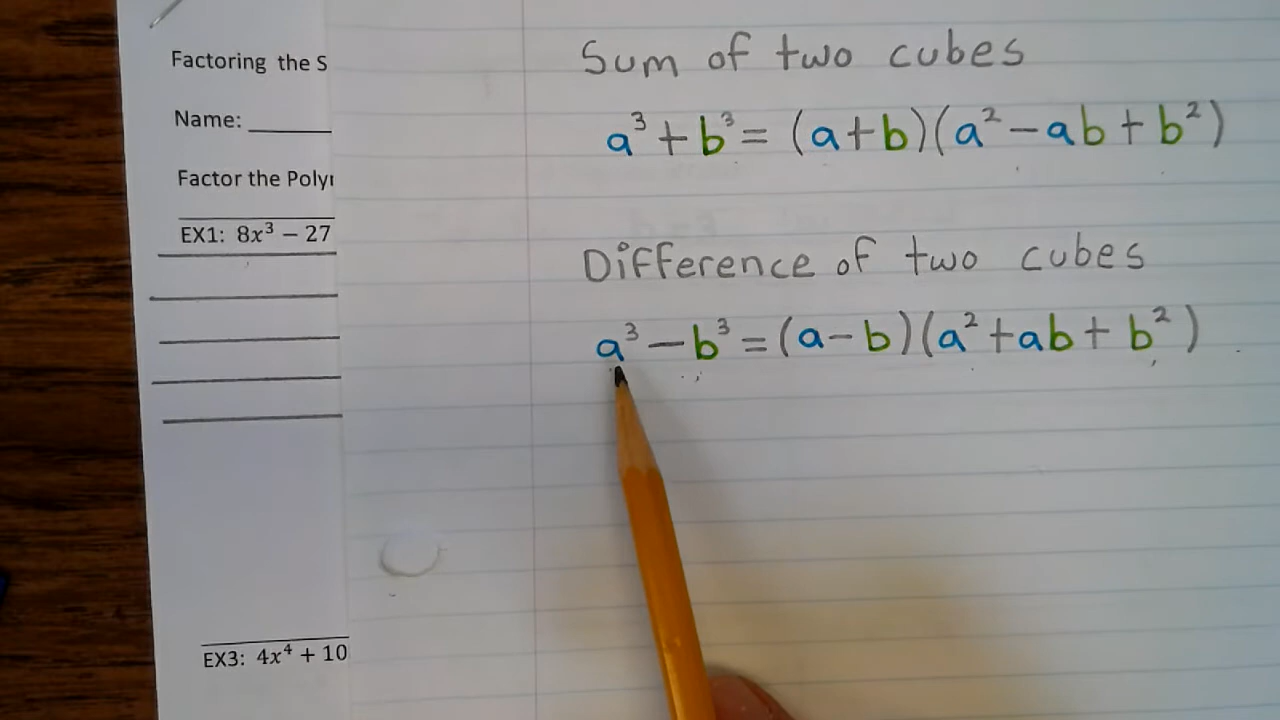 Factoring the S
Name: ______
Factor the Poly
EX1: 8x³ − 27
EX3: 4x⁴ + 10
Sum of two cubes
a³ + b³ = (a+b)(a² − ab + b²)
Difference of two cubes
a³ − b³ = (a − b)(a² + ab + b²)